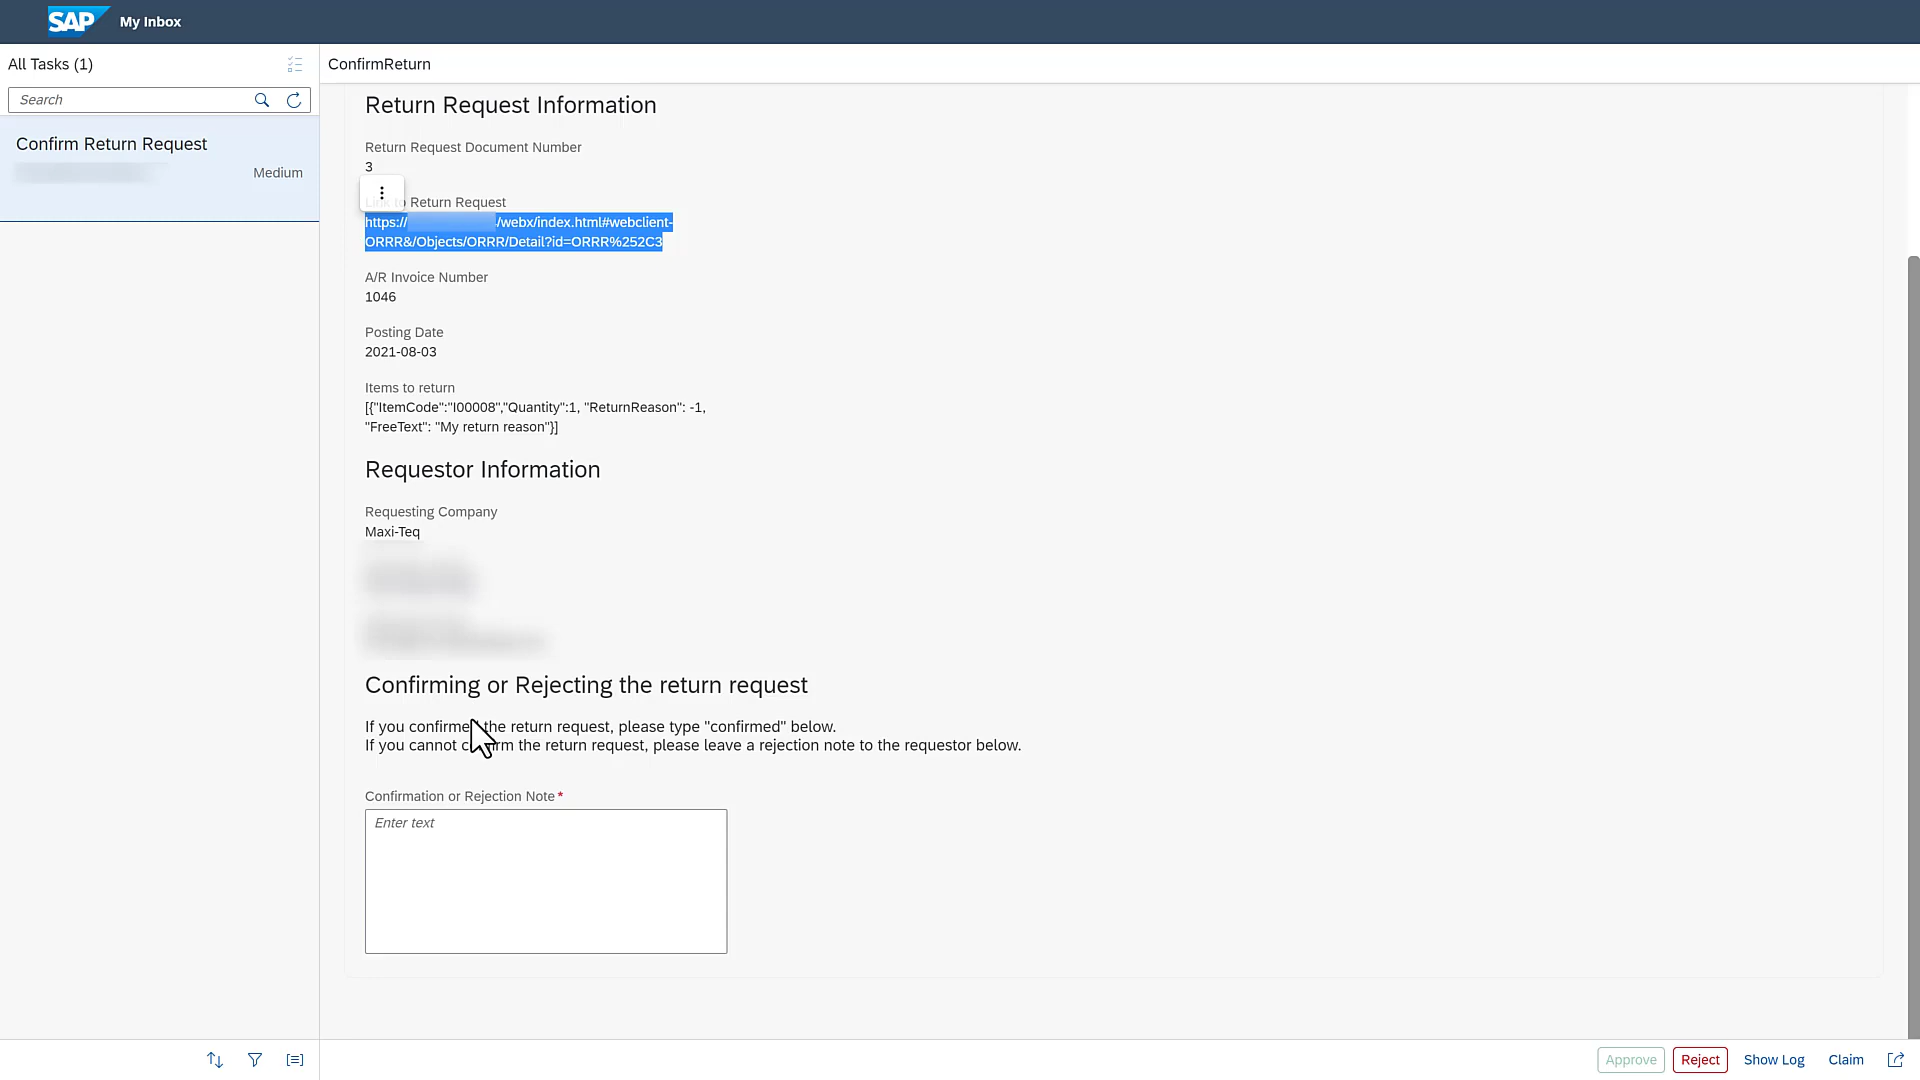 SAP My Inbox
All Tasks (1)
Search
Confirm Return Request
Medium
ConfirmReturn
Return Request Information
Return Request Document Number
3
Link to Return Request
https:// /webx/index.html#webclient-
ORRR&/Objects/ORRR/Detail?id=ORRR%252C3
A/R Invoice Number
1046
Posting Date
2021-08-03
Items to return
[{"ItemCode":"I00008","Quantity":1, "ReturnReason": -1,
"FreeText": "My return reason"}]
Requestor Information
Requesting Company
Maxi-Teq
Confirming or Rejecting the return request
If you confirmed the return request, please type "confirmed" below.
If you cannot confirm the return request, please leave a rejection note to the requestor below.
Confirmation or Rejection Note*
Enter text
Approve Reject Show Log Claim